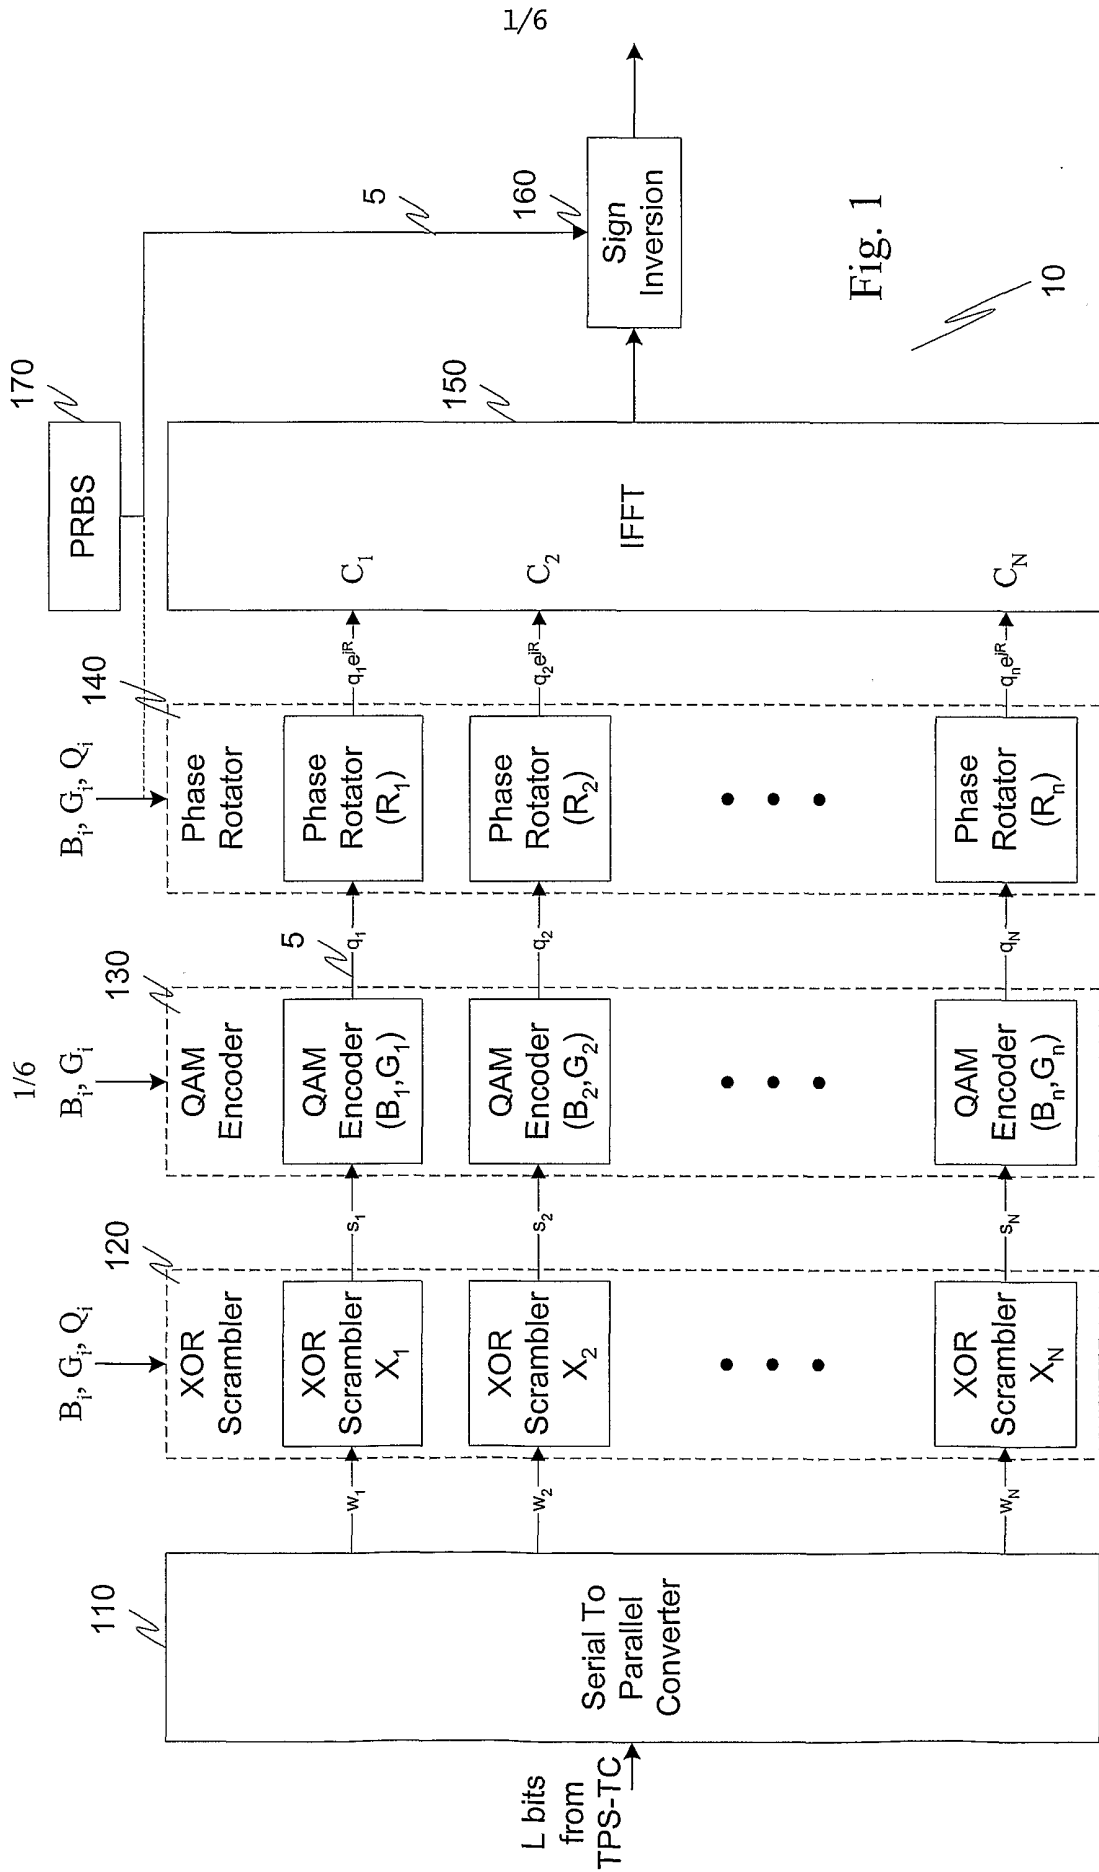 1/6
1/6
L bits
from
TPS-TC
110
Serial To
Parallel
Converter
w1
w2
wN
Bi, Gi, Qi
120
XOR
Scrambler
XOR
Scrambler
X1
XOR
Scrambler
X2
XOR
Scrambler
XN
s1
s2
sN
Bi, Gi
130
QAM
Encoder
QAM
Encoder
(B1,G1)
QAM
Encoder
(B2,G2)
QAM
Encoder
(Bn,Gn)
5
q1
q2
qN
Bi, Gi, Qi
140
Phase
Rotator
Phase
Rotator
(R1)
Phase
Rotator
(R2)
Phase
Rotator
(Rn)
q1ejR
q2ejR
qnejR
170
PRBS
150
C1
C2
CN
IFFT
5
160
Sign
Inversion
Fig. 1
10